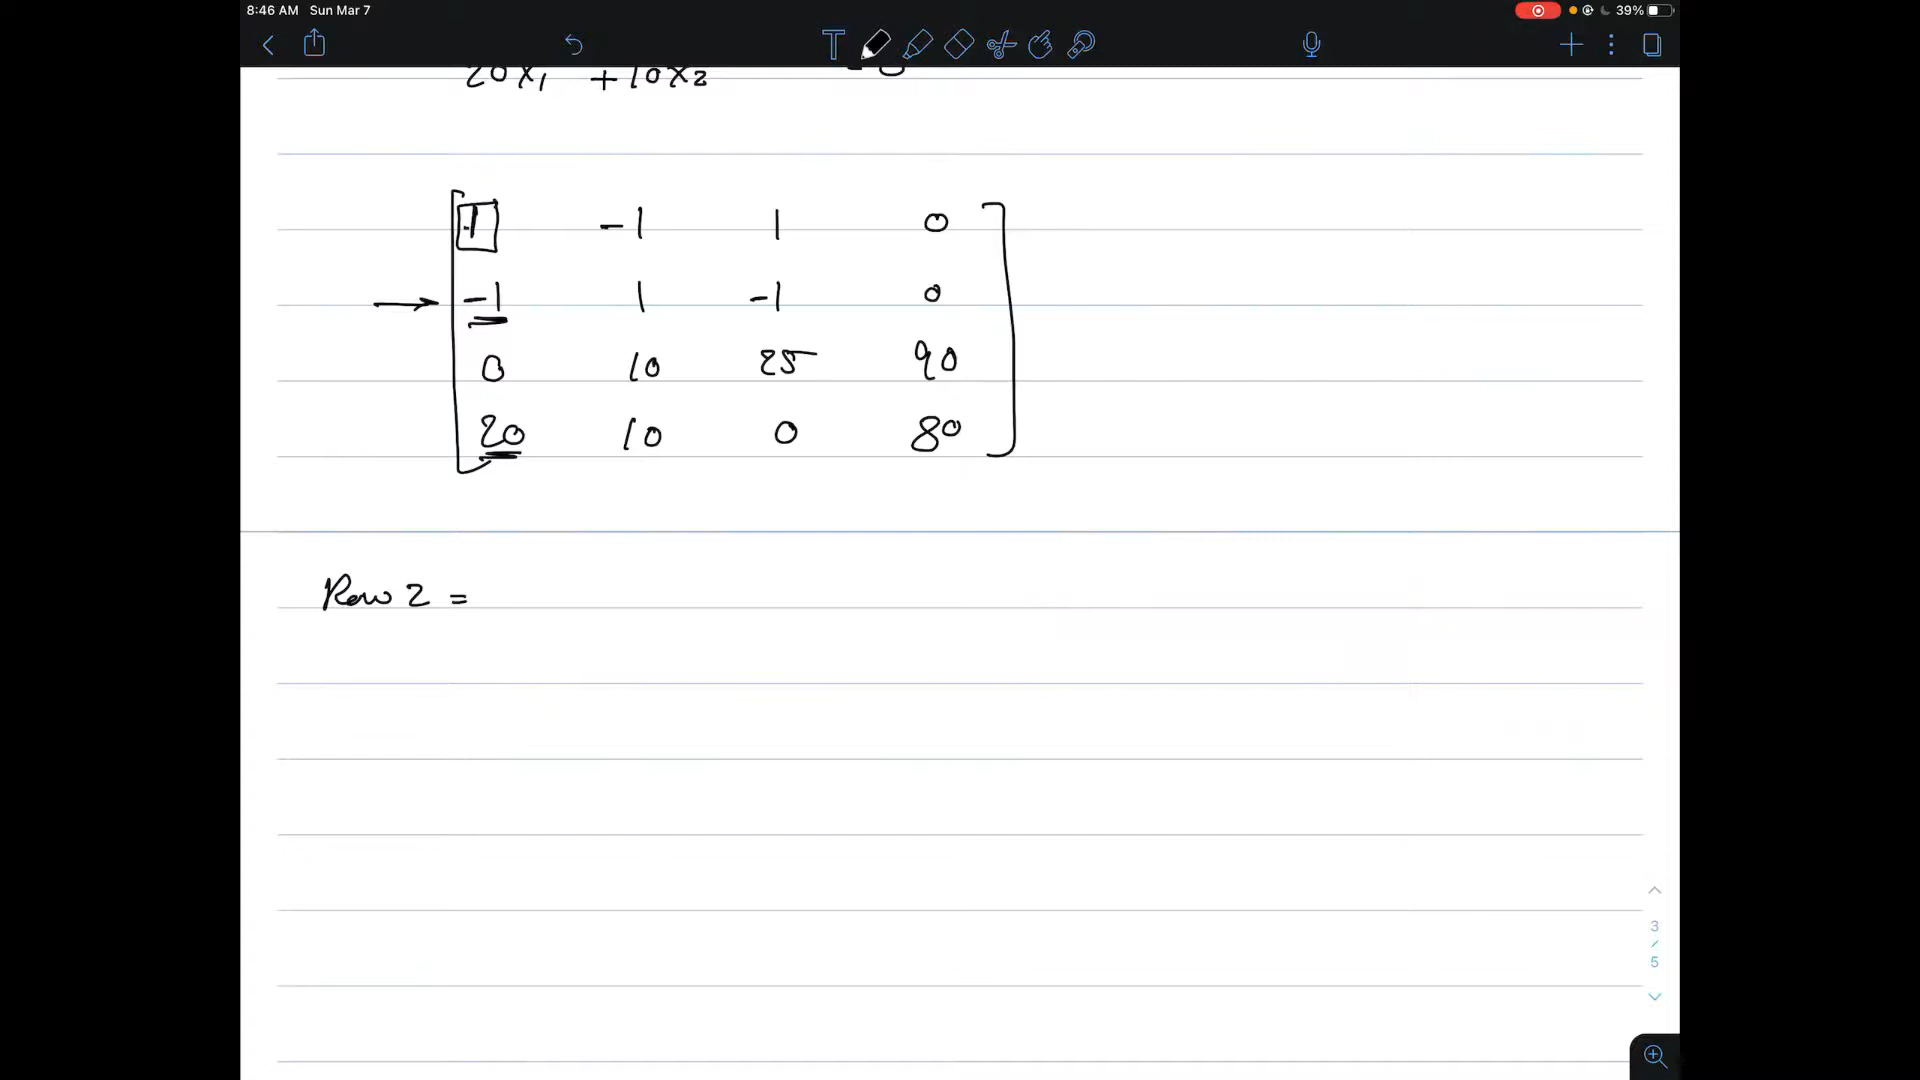 8:46 AM Sun Mar 7 39%
20x₁ + 10x₂
1 -1 1 0
-1 1 -1 0
0 10 25 90
20 10 0 80
Row 2 =
3
/
5